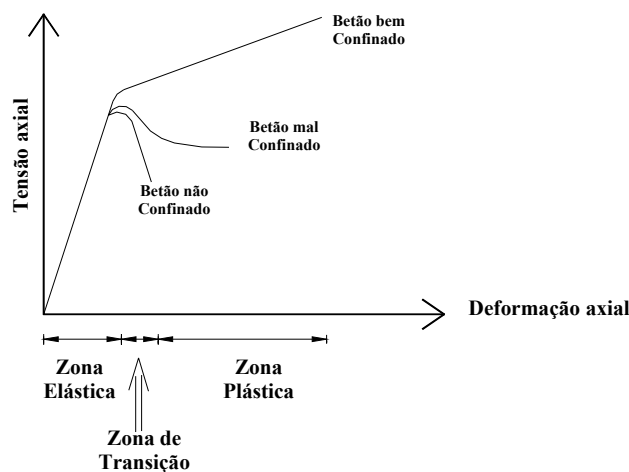 Betão bem
Confinado
Tensão axial
Betão mal
Confinado
Betão não
Confinado
Deformação axial
Zona
Elástica
Zona
Plástica
Zona de
Transição